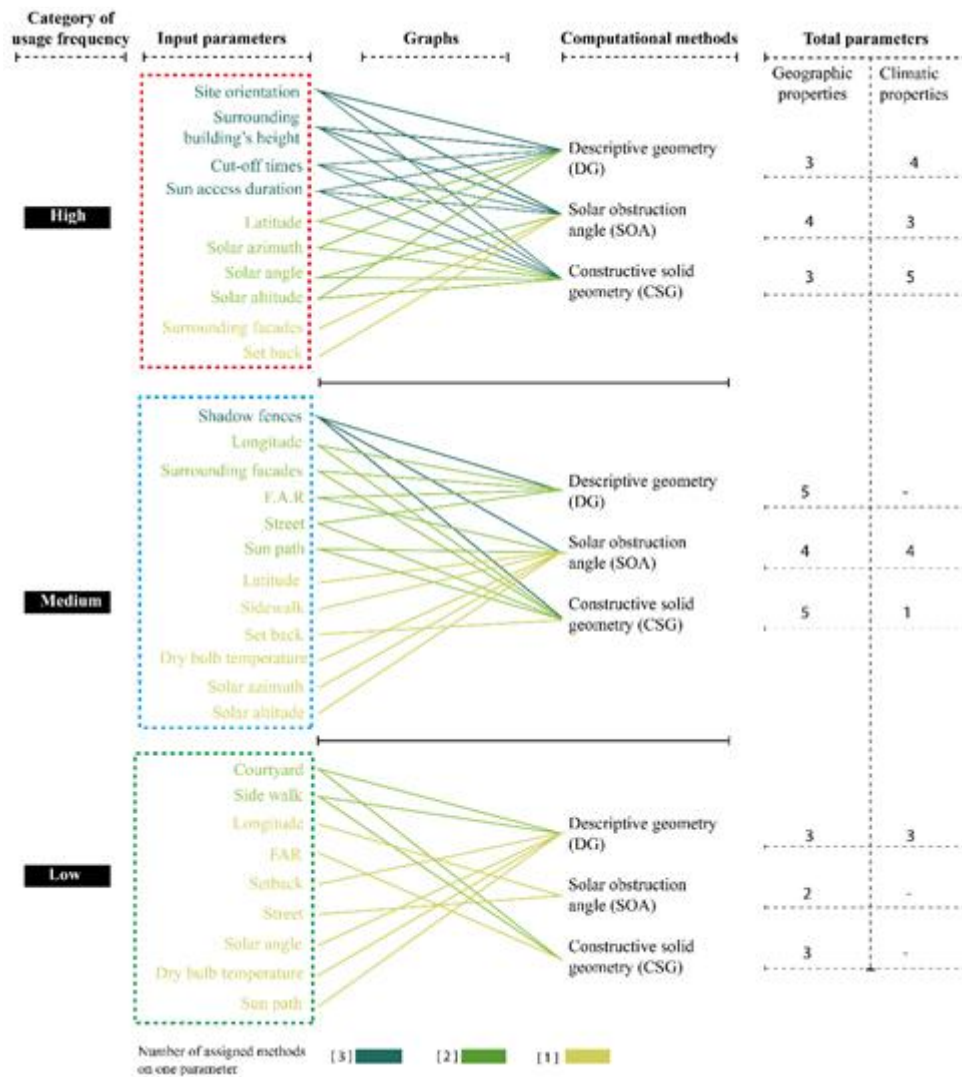 Category of usage frequency
Input parameters
Graphs
Computational methods
Total parameters
Geographic properties
Climatic properties
High
Site orientation
Surrounding
building's height
Cut-off times
Sun access duration
Latitude
Solar azimuth
Solar angle
Solar altitude
Surrounding facades
Set back
Descriptive geometry
(DG)
3 4
Solar obstruction
angle (SOA)
4 3
Constructive solid
geometry (CSG)
3 5
Medium
Shadow fences
Longitude
Surrounding facades
F.A.R
Street
Sun path
Latitude
Sidewalk
Set back
Dry bulb temperature
Solar azimuth
Solar altitude
Descriptive geometry
(DG)
5 -
Solar obstruction
angle (SOA)
4 4
Constructive solid
geometry (CSG)
5 1
Low
Courtyard
Side walk
Longitude
FAR
Setback
Street
Solar angle
Dry bulb temperature
Sun path
Descriptive geometry
(DG)
3 3
Solar obstruction
angle (SOA)
2 -
Constructive solid
geometry (CSG)
3 -
Number of assigned methods
on one parameter
[3] [2] [1]